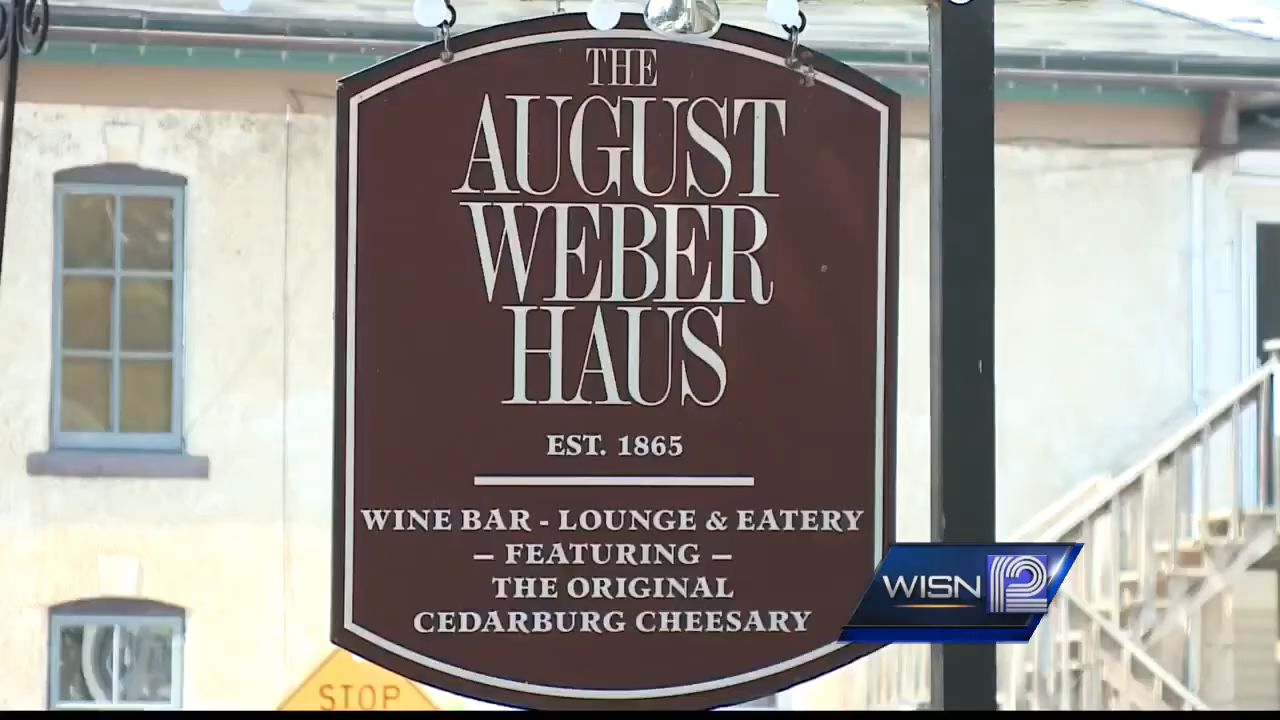 THE
AUGUST
WEBER
HAUS
EST. 1865
WINE BAR - LOUNGE & EATERY
– FEATURING –
THE ORIGINAL
CEDARBURG CHEESARY
WISN 12
STOP